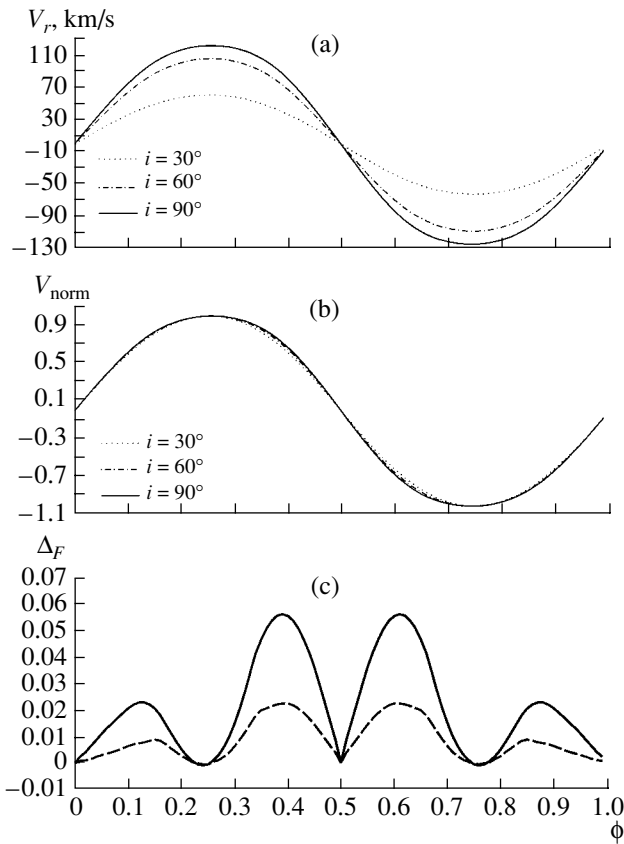 V_r, km/s
(a)
110
70
30
−10
−50
−90
−130
i = 30°
i = 60°
i = 90°
V_norm
(b)
0.9
0.5
0.1
−0.3
−0.7
−1.1
i = 30°
i = 60°
i = 90°
Δ_F
(c)
0.07
0.06
0.05
0.04
0.03
0.02
0.01
0
−0.01
0 0.1 0.2 0.3 0.4 0.5 0.6 0.7 0.8 0.9 1.0
ϕ